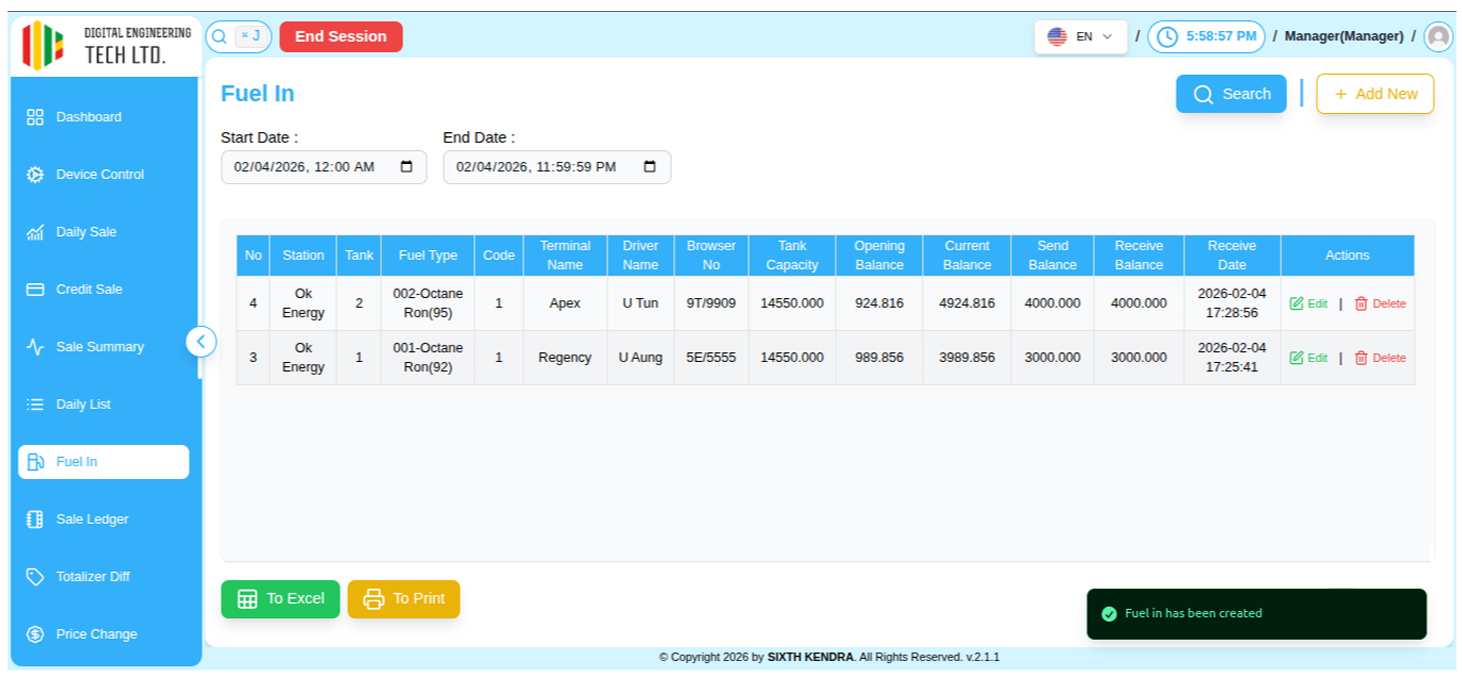 DIGITAL ENGINEERING
TECH LTD.
⌘ J
End Session
EN
/
5:58:57 PM
/
Manager(Manager)
/
Dashboard
Device Control
Daily Sale
Credit Sale
Sale Summary
Daily List
Fuel In
Sale Ledger
Totalizer Diff
Price Change
Fuel In
Search
|
+ Add New
Start Date :
End Date :
02/04/2026, 12:00 AM
02/04/2026, 11:59:59 PM
No Station Tank Fuel Type Code Terminal Name Driver Name Browser No Tank Capacity Opening Balance Current Balance Send Balance Receive Balance Receive Date Actions
4 Ok Energy 2 002-Octane Ron(95) 1 Apex U Tun 9T/9909 14550.000 924.816 4924.816 4000.000 4000.000 2026-02-04 17:28:56 Edit | Delete
3 Ok Energy 1 001-Octane Ron(92) 1 Regency U Aung 5E/5555 14550.000 989.856 3989.856 3000.000 3000.000 2026-02-04 17:25:41 Edit | Delete
To Excel
To Print
Fuel in has been created
© Copyright 2026 by SIXTH KENDRA. All Rights Reserved. v.2.1.1